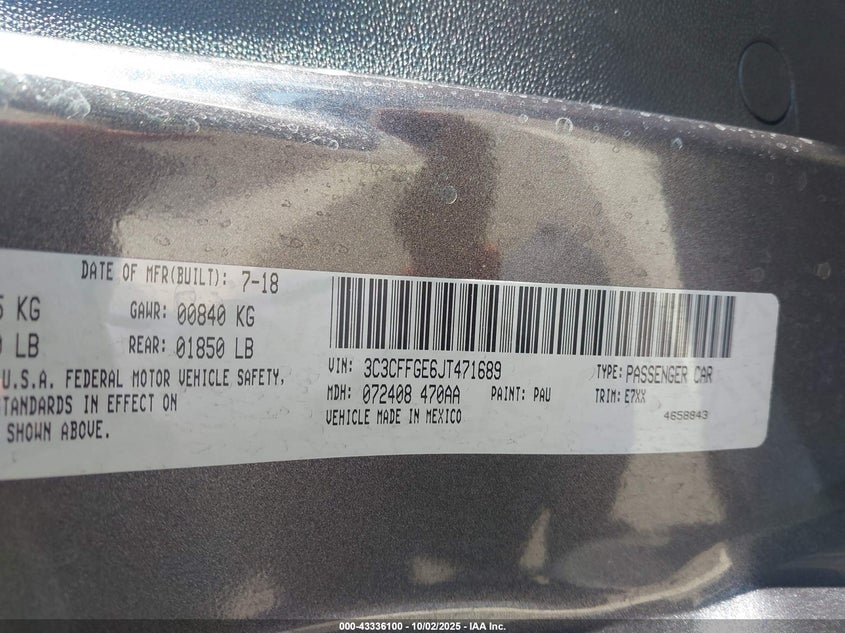 DATE OF MFR(BUILT): 7-18
KG GAWR: 00840 KG
LB REAR: 01850 LB
U.S.A. FEDERAL MOTOR VEHICLE SAFETY,
STANDARDS IN EFFECT ON
SHOWN ABOVE.
VIN: 3C3CFFGE6JT471689 TYPE: PASSENGER CAR
MDH: 072408 470AA PAINT: PAU TRIM: E7XX
VEHICLE MADE IN MEXICO 4658843
000-43336100 - 10/02/2025 - IAA Inc.